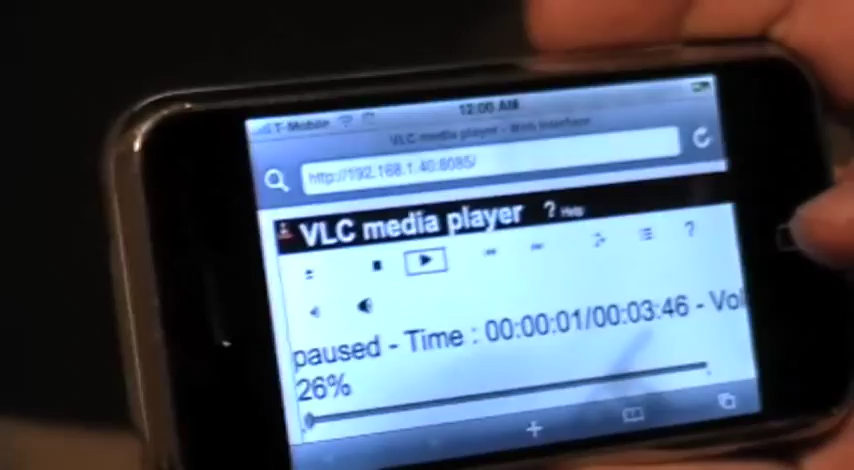 T-Mobile 12:00 AM
VLC media player - Web Interface
http://192.168.1.40:8085/
VLC media player ? Help
?
paused - Time : 00:00:01/00:03:46 - Vol
26%